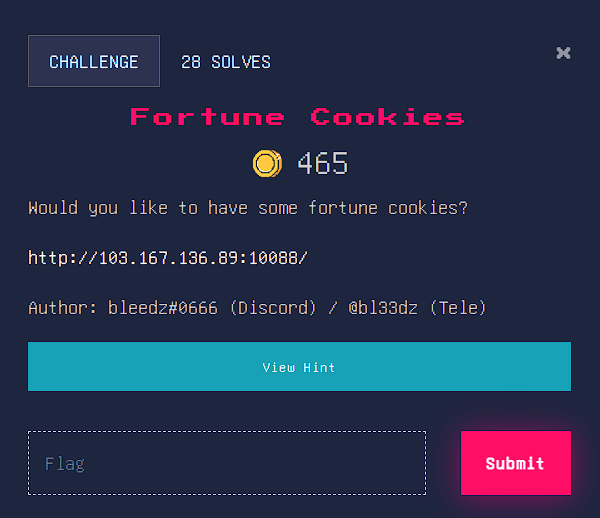 CHALLENGE
28 SOLVES
Fortune Cookies
465
Would you like to have some fortune cookies?
http://103.167.136.89:10088/
Author: bleedz#0666 (Discord) / @bl33dz (Tele)
View Hint
Flag
Submit